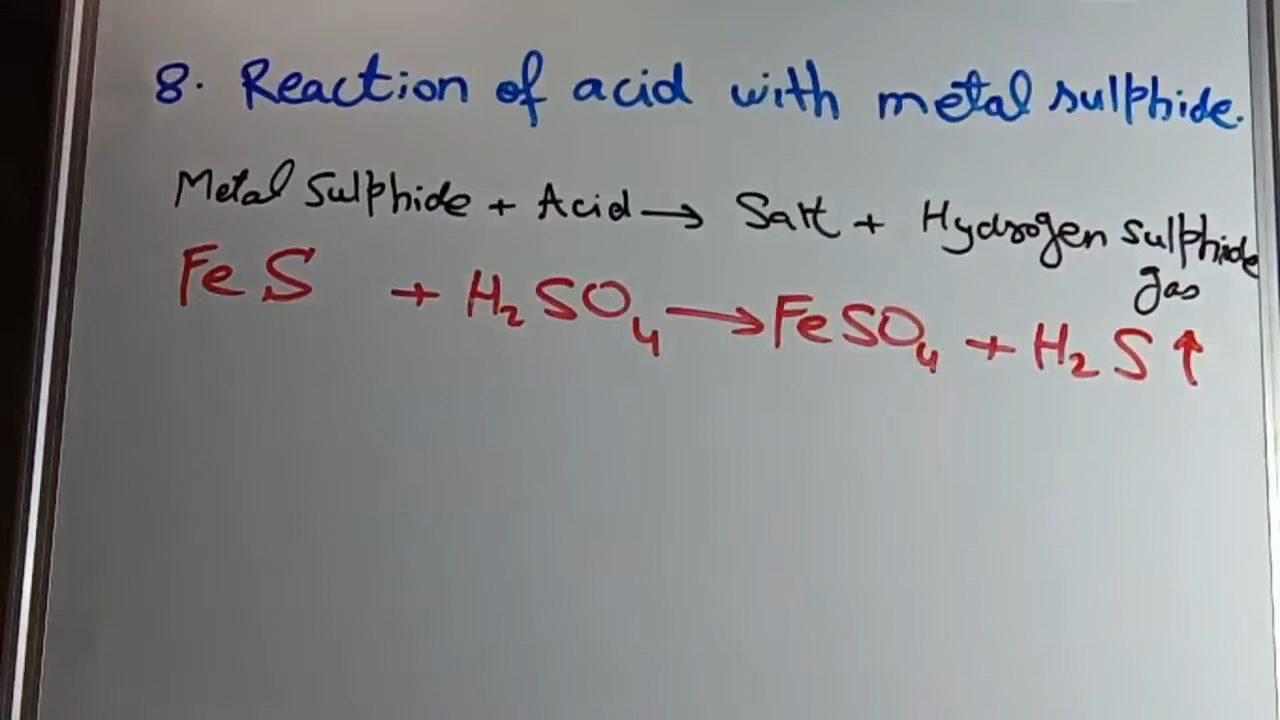 8. Reaction of acid with metal sulphide.
Metal Sulphide + Acid → Salt + Hydrogen sulphide
gas
FeS + H₂SO₄ → FeSO₄ + H₂S ↑